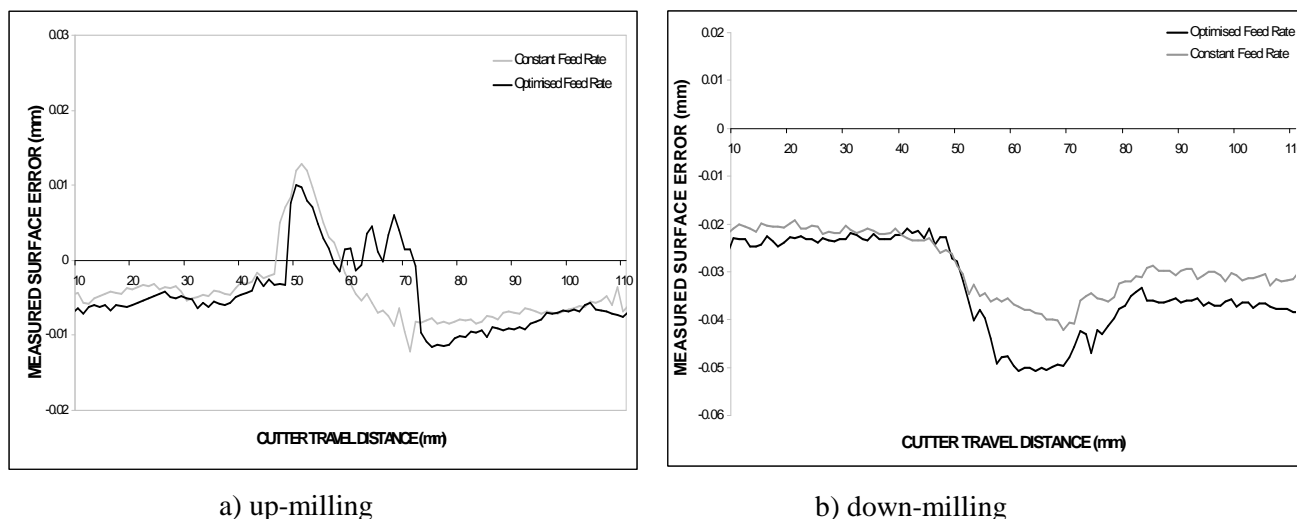 0.03
0.02
0.01
0
-0.01
-0.02
10 20 30 40 50 60 70 80 90 100 110
MEASURED SURFACE ERROR (mm)
CUTTER TRAVEL DISTANCE (mm)
Constant Feed Rate
Optimised Feed Rate
a) up-milling
0.02
0.01
0
-0.01
-0.02
-0.03
-0.04
-0.05
-0.06
10 20 30 40 50 60 70 80 90 100 11
MEASURED SURFACE ERROR (mm)
CUTTER TRAVEL DISTANCE (mm)
Optimised Feed Rate
Constant Feed Rate
b) down-milling